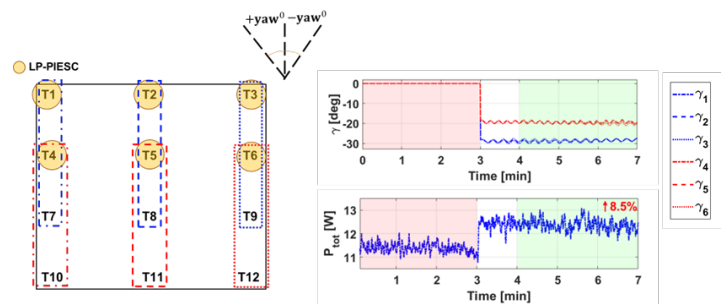 +yaw⁰ −yaw⁰
LP-PIESC
T1 T2 T3
T4 T5 T6
T7 T8 T9
T10 T11 T12
γ [deg]
0
-10
-20
-30
0 1 2 3 4 5 6 7
Time [min]
P_tot [W]
13
12
11
↑8.5%
0 1 2 3 4 5 6 7
Time [min]
γ₁
γ₂
γ₃
γ₄
γ₅
γ₆